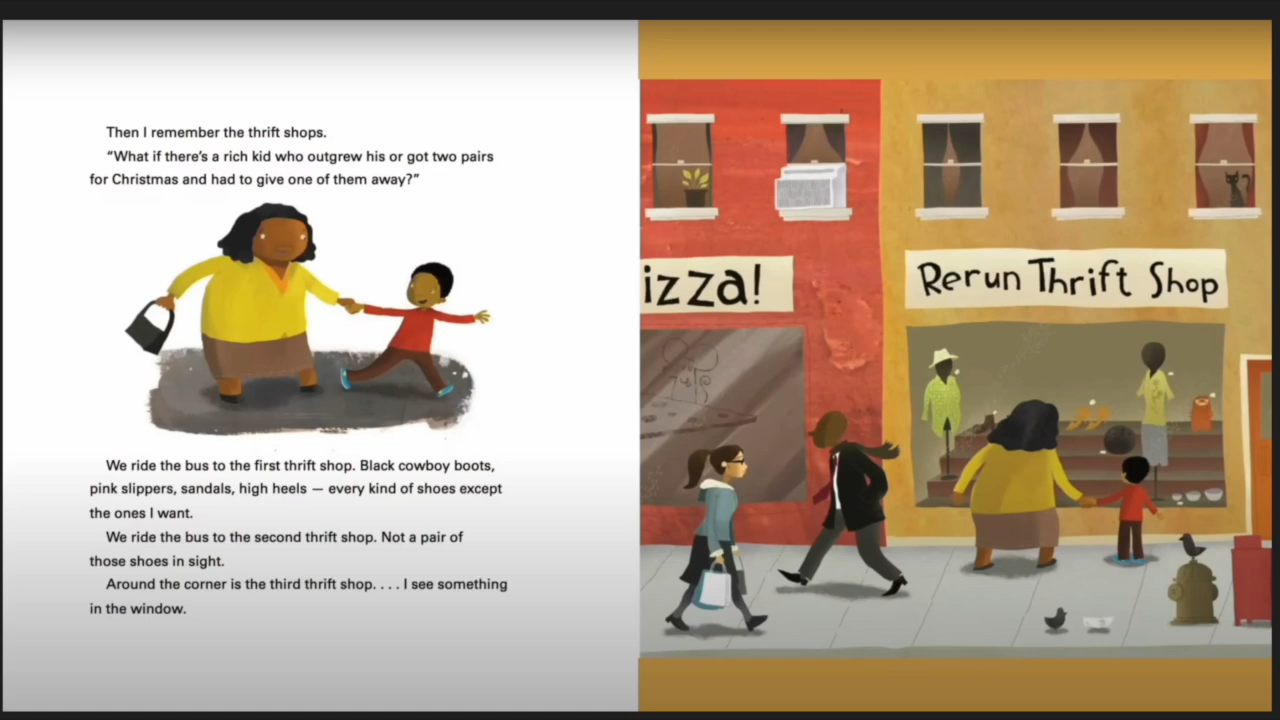 Then I remember the thrift shops.
“What if there’s a rich kid who outgrew his or got two pairs
for Christmas and had to give one of them away?”
We ride the bus to the first thrift shop. Black cowboy boots,
pink slippers, sandals, high heels — every kind of shoes except
the ones I want.
We ride the bus to the second thrift shop. Not a pair of
those shoes in sight.
Around the corner is the third thrift shop. . . . I see something
in the window.
izza!
Rerun Thrift Shop